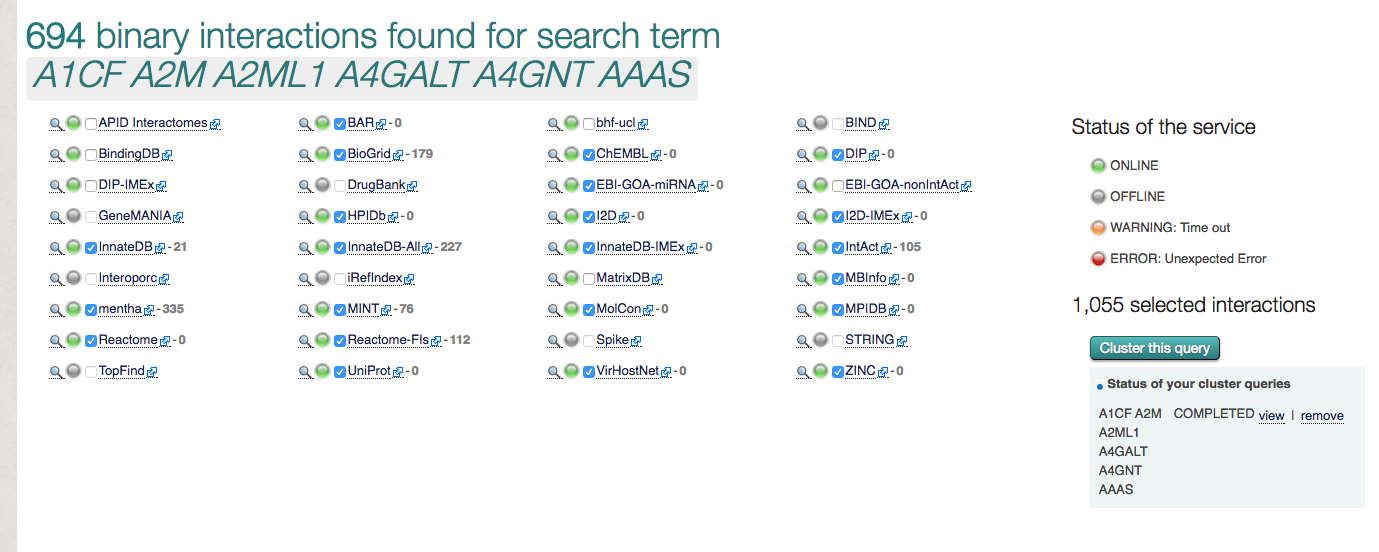 694 binary interactions found for search term
A1CF A2M A2ML1 A4GALT A4GNT AAAS
APID Interactomes BAR - 0 bhf-ucl BIND
BindingDB BioGrid - 179 ChEMBL - 0 DIP - 0
DIP-IMEx DrugBank EBI-GOA-miRNA - 0 EBI-GOA-nonIntAct
GeneMANIA HPIDb - 0 I2D - 0 I2D-IMEx - 0
InnateDB - 21 InnateDB-All - 227 InnateDB-IMEx - 0 IntAct - 105
Interoporc iRefIndex MatrixDB MBInfo - 0
mentha - 335 MINT - 76 MolCon - 0 MPIDB - 0
Reactome - 0 Reactome-FIs - 112 Spike STRING
TopFind UniProt - 0 VirHostNet - 0 ZINC - 0
Status of the service
ONLINE
OFFLINE
WARNING: Time out
ERROR: Unexpected Error
1,055 selected interactions
Cluster this query
Status of your cluster queries
A1CF A2M COMPLETED view | remove
A2ML1
A4GALT
A4GNT
AAAS